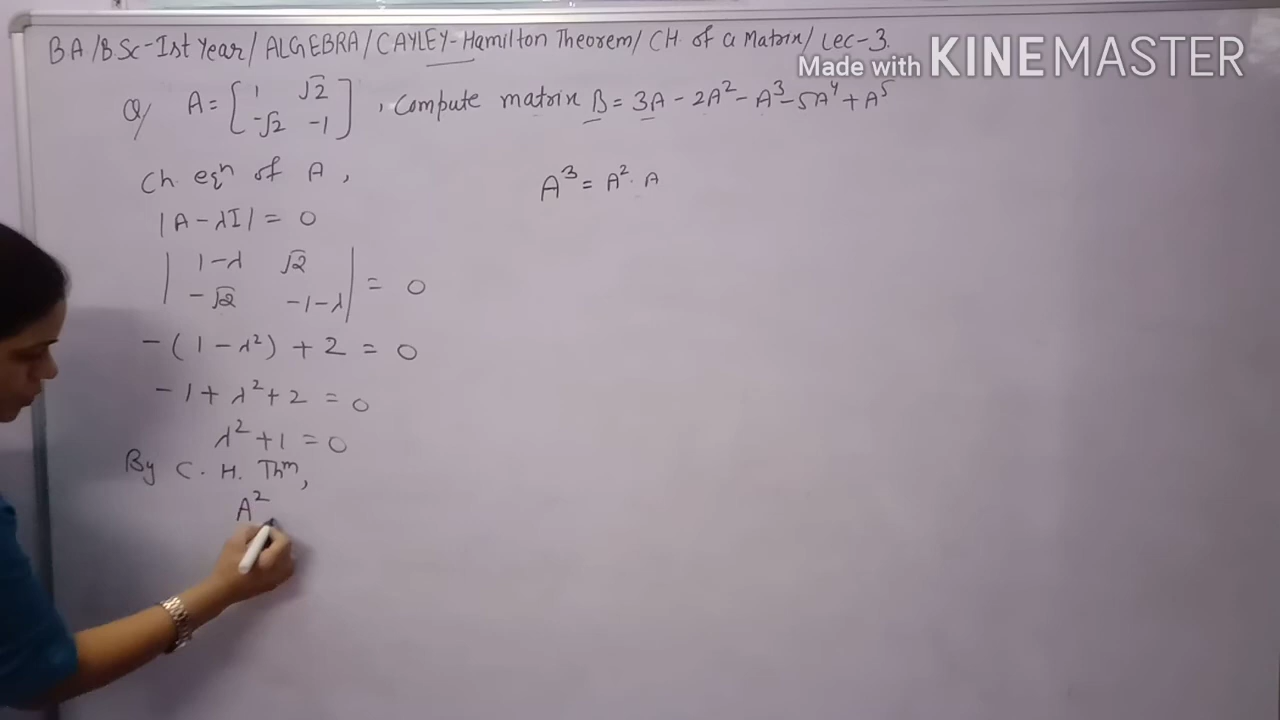 BA/BSc-Ist Year/ALGEBRA/CAYLEY-Hamilton Theorem/CH. of a Matrix/Lec-3.
Made with KINEMASTER
Q/ A = [ 1 √2 ; -√2 -1 ] , Compute matrix B = 3A - 2A² - A³ - 5A⁴ + A⁵
Ch. eqⁿ of A ,
A³ = A² . A
|A - λI| = 0
| 1-λ √2
-√2 -1-λ | = 0
-(1 - λ²) + 2 = 0
-1 + λ² + 2 = 0
λ² + 1 = 0
By C. H. Thm,
A²